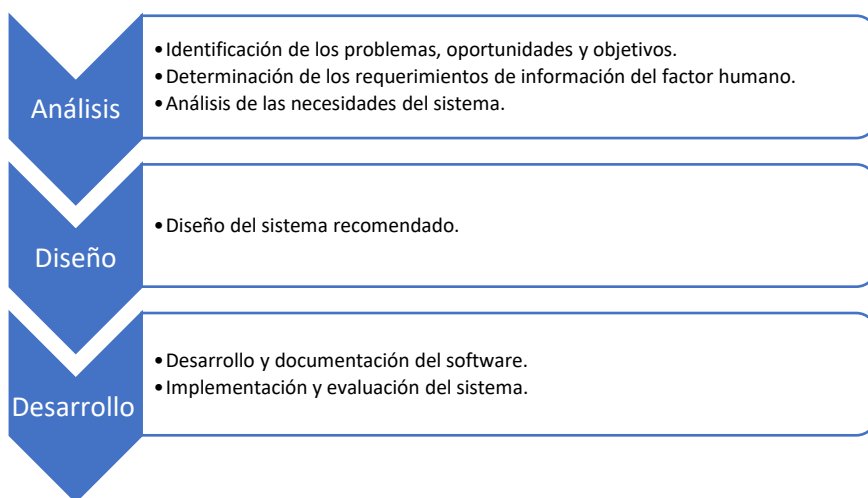 Análisis
• Identificación de los problemas, oportunidades y objetivos.
• Determinación de los requerimientos de información del factor humano.
• Análisis de las necesidades del sistema.
Diseño
• Diseño del sistema recomendado.
Desarrollo
• Desarrollo y documentación del software.
• Implementación y evaluación del sistema.